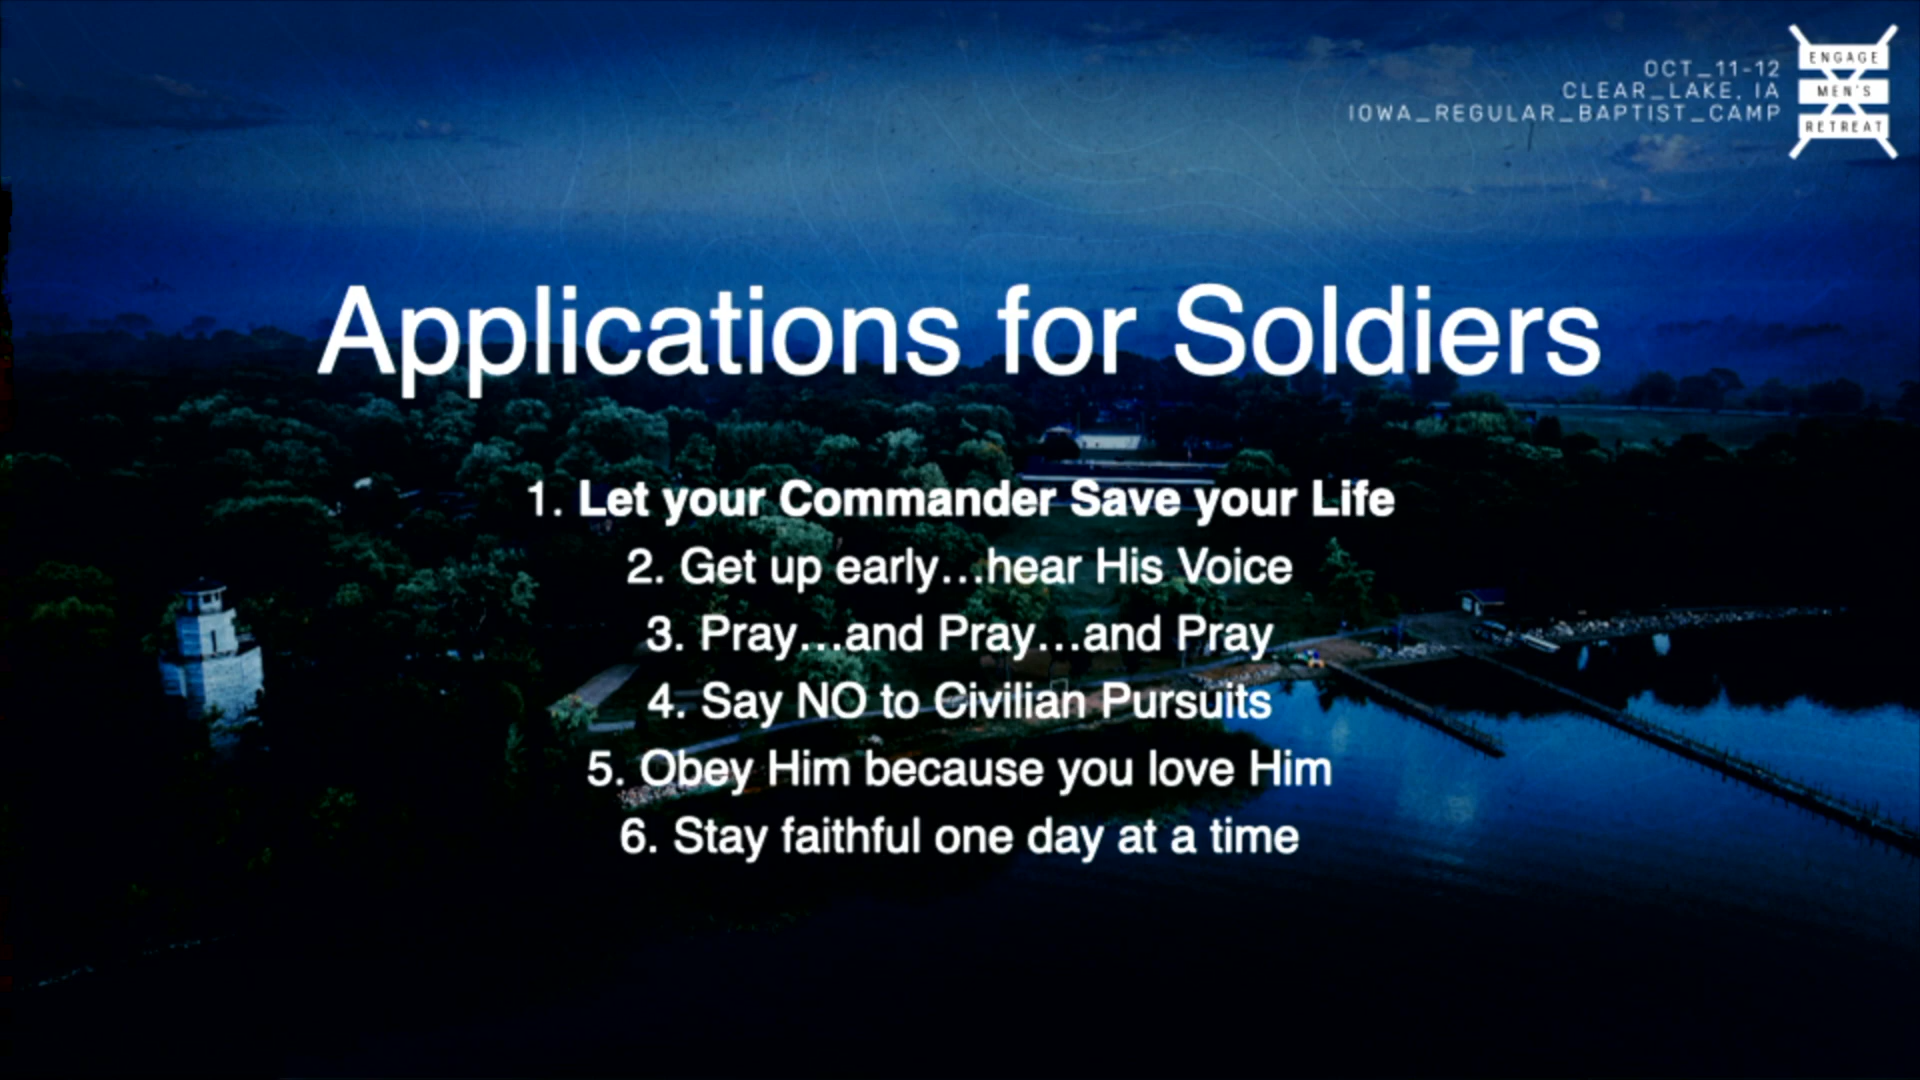 OCT_11-12
CLEAR_LAKE, IA
IOWA_REGULAR_BAPTIST_CAMP
ENGAGE
MEN'S
RETREAT
Applications for Soldiers
1. Let your Commander Save your Life
2. Get up early…hear His Voice
3. Pray…and Pray…and Pray
4. Say NO to Civilian Pursuits
5. Obey Him because you love Him
6. Stay faithful one day at a time